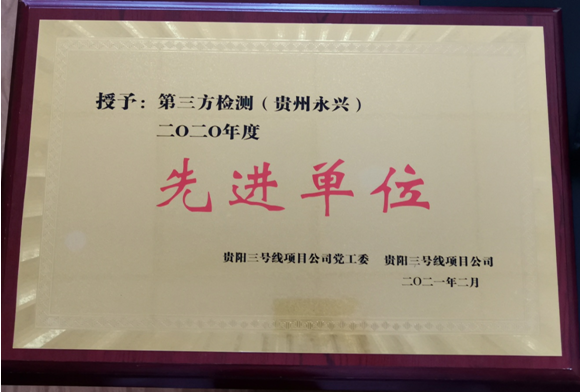 授予：第三方检测（贵州永兴）
二〇二〇年度
先进单位
贵阳三号线项目公司党工委 贵阳三号线项目公司
二〇二一年二月